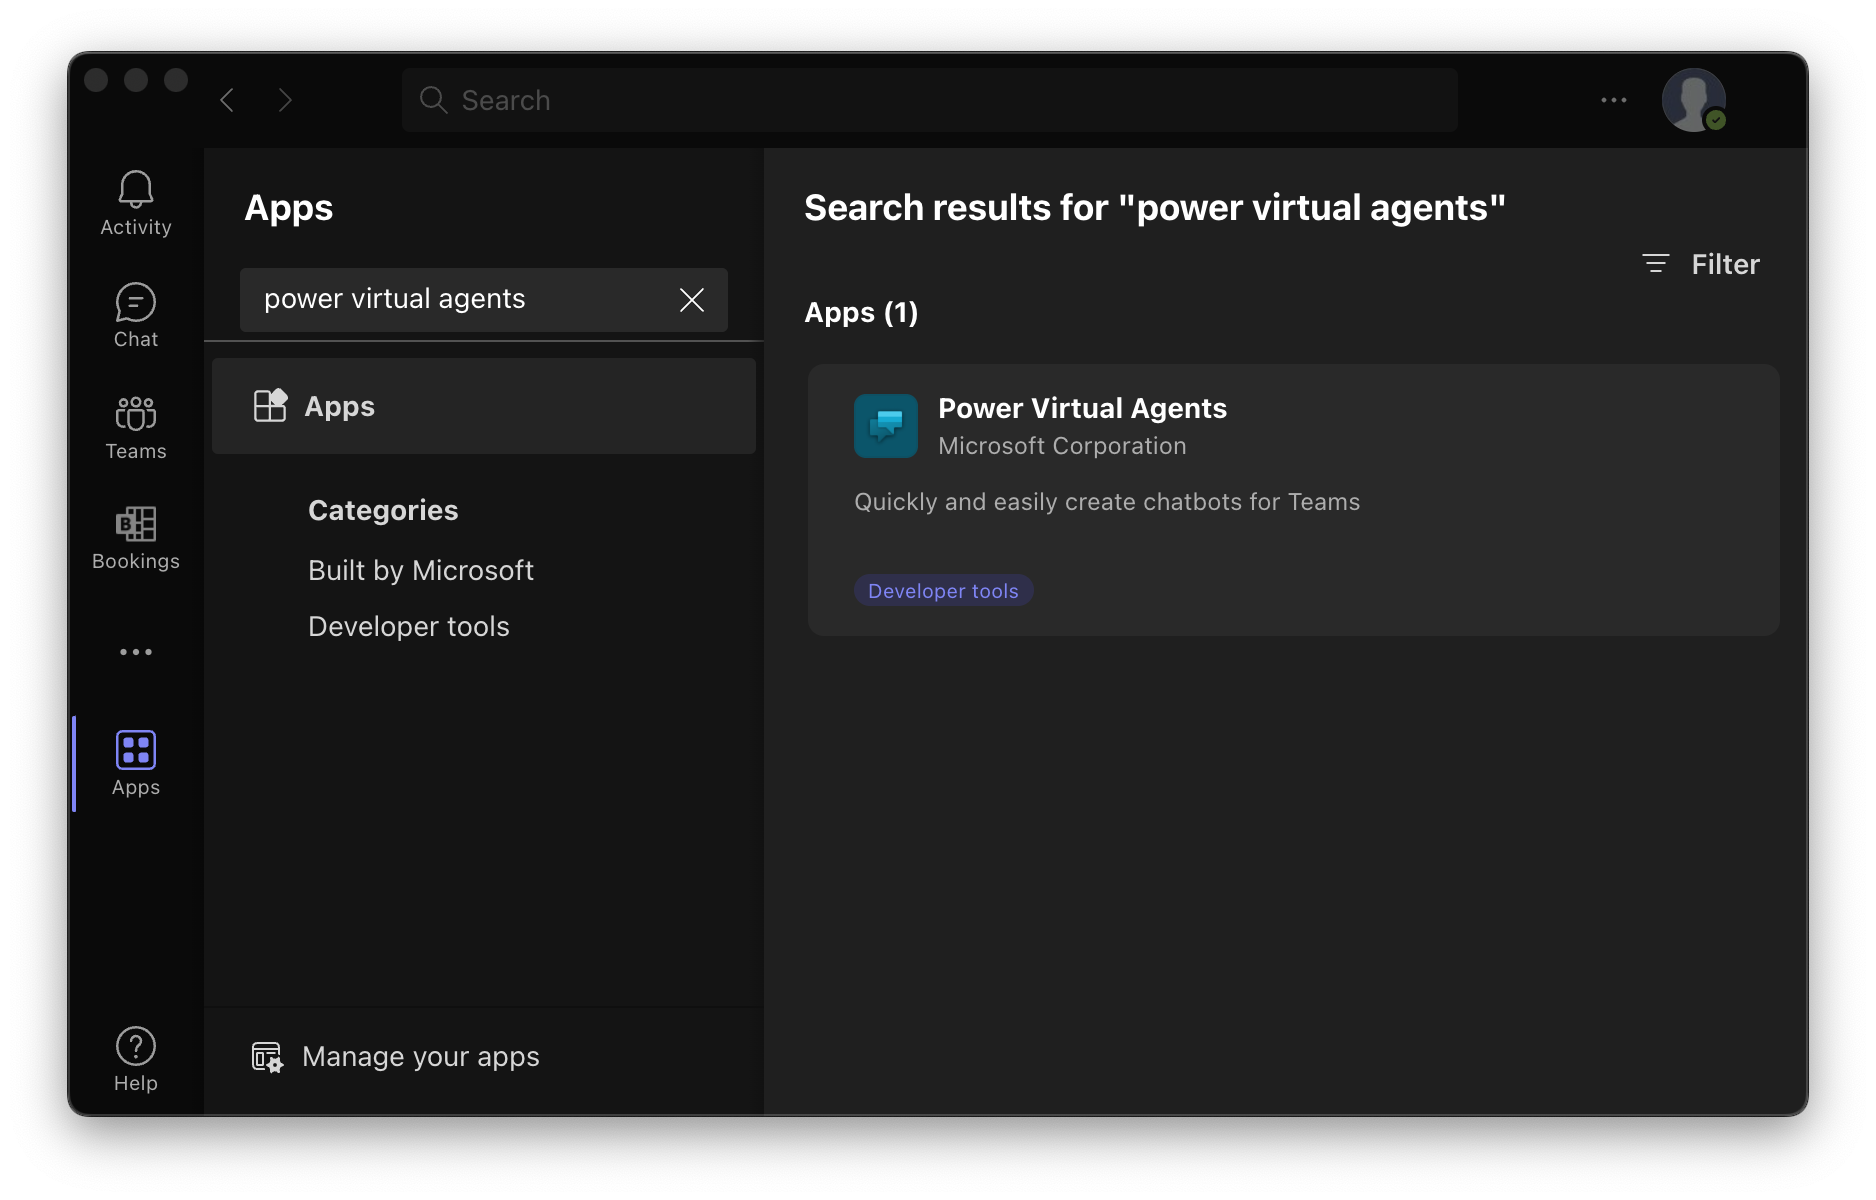 Search
Activity
Chat
Teams
B
Bookings
Apps
Help
Apps
power virtual agents
Apps
Categories
Built by Microsoft
Developer tools
Manage your apps
Search results for "power virtual agents"
Filter
Apps (1)
Power Virtual Agents
Microsoft Corporation
Quickly and easily create chatbots for Teams
Developer tools